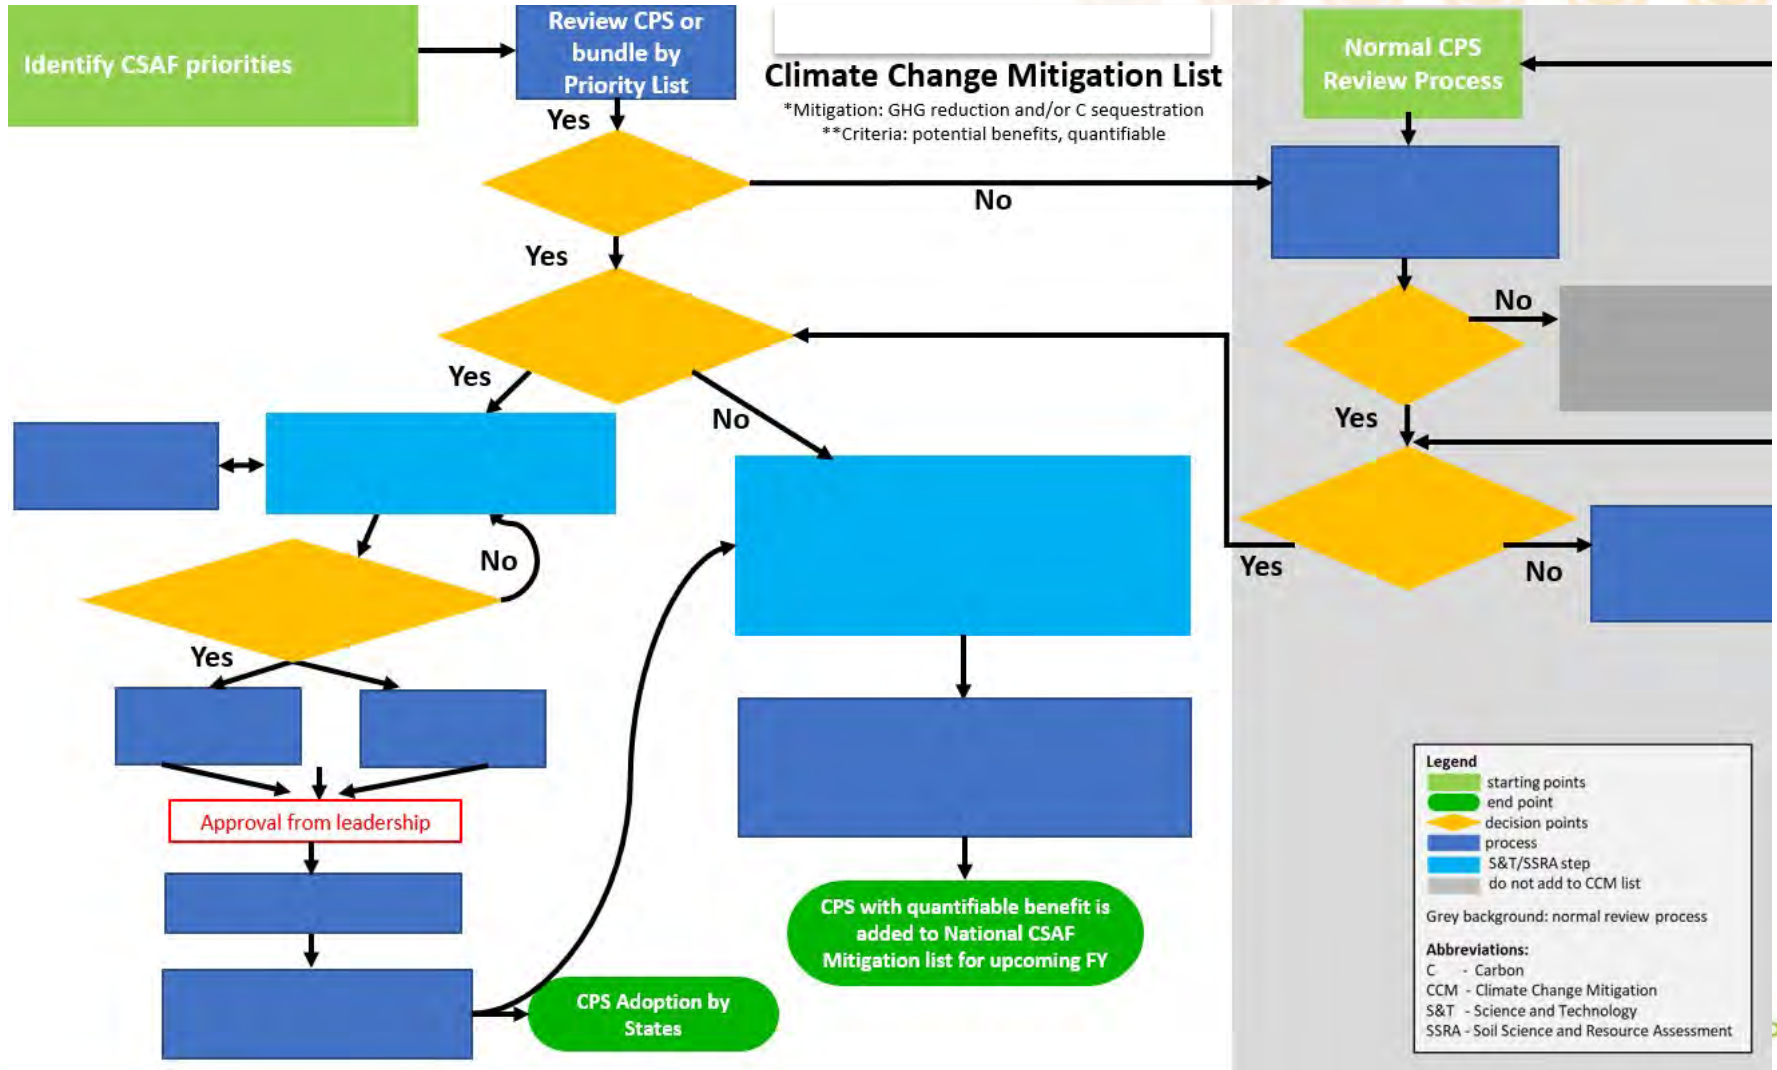 Identify CSAF priorities
Review CPS or
bundle by
Priority List
Climate Change Mitigation List
*Mitigation: GHG reduction and/or C sequestration
**Criteria: potential benefits, quantifiable
Normal CPS
Review Process
Yes
No
Yes
No
Yes
No
Yes
Yes
No
No
Yes
Approval from leadership
CPS with quantifiable benefit is
added to National CSAF
Mitigation list for upcoming FY
CPS Adoption by
States
Legend
starting points
end point
decision points
process
S&T/SSRA step
do not add to CCM list
Grey background: normal review process
Abbreviations:
C - Carbon
CCM - Climate Change Mitigation
S&T - Science and Technology
SSRA - Soil Science and Resource Assessment